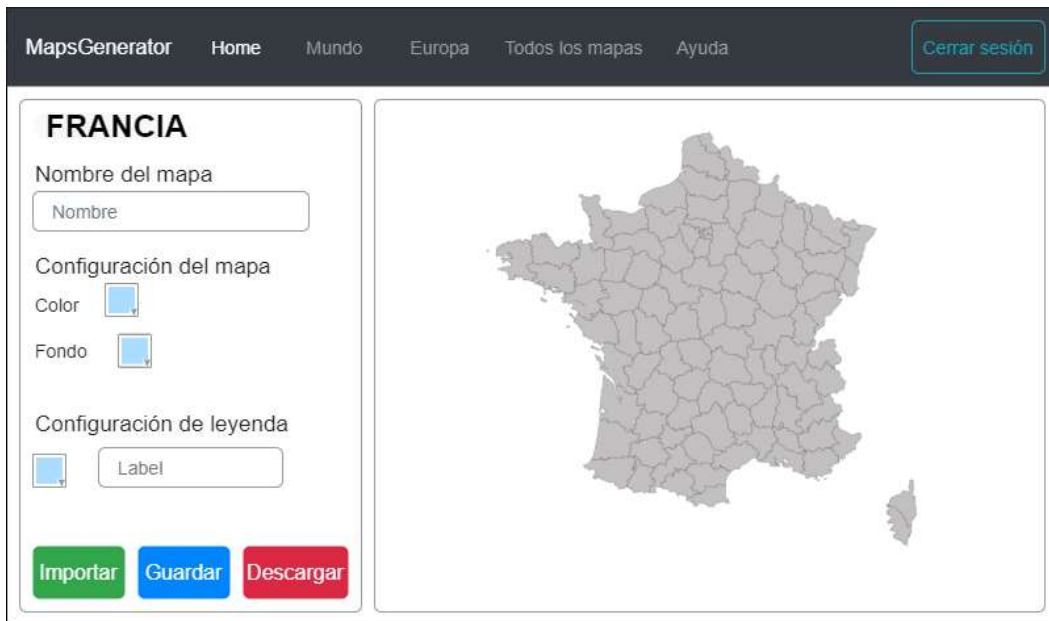 MapsGenerator Home Mundo Europa Todos los mapas Ayuda Cerrar sesión
FRANCIA
Nombre del mapa
Nombre
Configuración del mapa
Color
Fondo
Configuración de leyenda
Label
Importar Guardar Descargar